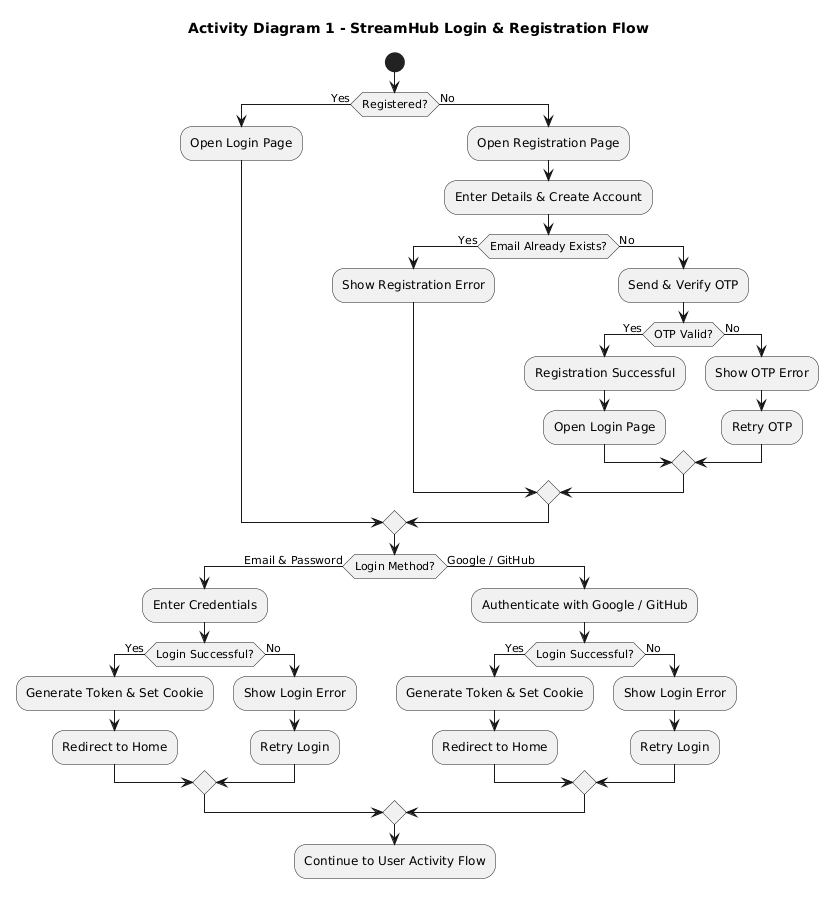 Activity Diagram 1 - StreamHub Login & Registration Flow
Yes
Registered?
No
Open Login Page
Open Registration Page
Enter Details & Create Account
Yes
Email Already Exists?
No
Show Registration Error
Send & Verify OTP
Yes
OTP Valid?
No
Registration Successful
Show OTP Error
Open Login Page
Retry OTP
Email & Password
Login Method?
Google / GitHub
Enter Credentials
Authenticate with Google / GitHub
Yes
Login Successful?
No
Yes
Login Successful?
No
Generate Token & Set Cookie
Show Login Error
Generate Token & Set Cookie
Show Login Error
Redirect to Home
Retry Login
Redirect to Home
Retry Login
Continue to User Activity Flow